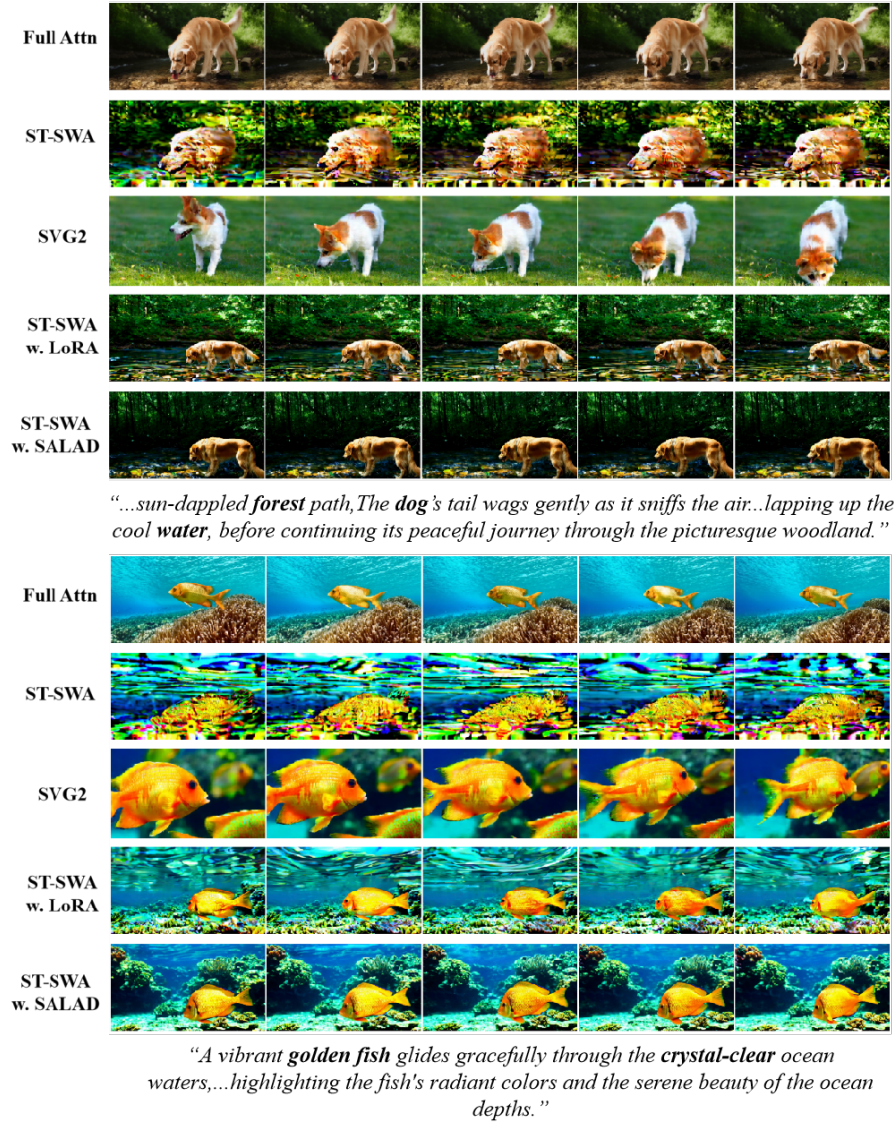 Full Attn
ST-SWA
SVG2
ST-SWA
w. LoRA
ST-SWA
w. SALAD
“...sun-dappled forest path,The dog’s tail wags gently as it sniffs the air...lapping up the
cool water, before continuing its peaceful journey through the picturesque woodland.”
Full Attn
ST-SWA
SVG2
ST-SWA
w. LoRA
ST-SWA
w. SALAD
“A vibrant golden fish glides gracefully through the crystal-clear ocean
waters,...highlighting the fish's radiant colors and the serene beauty of the ocean
depths.”